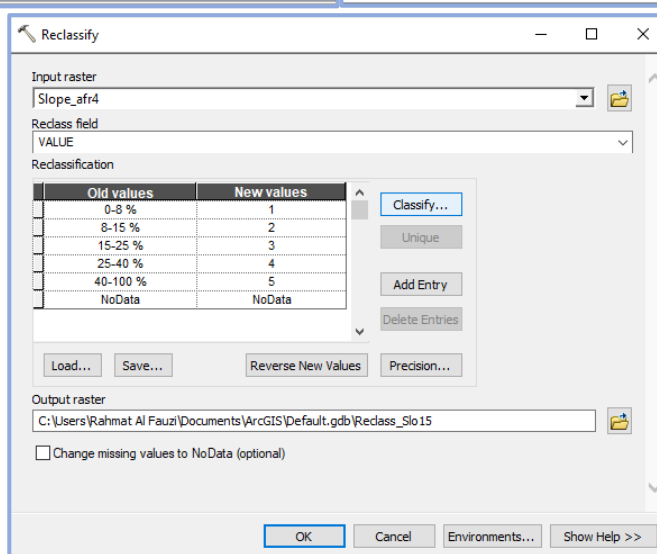 Reclassify
Input raster
Slope_afr4
Reclass field
VALUE
Reclassification
Old values New values
0-8 % 1
8-15 % 2
15-25 % 3
25-40 % 4
40-100 % 5
NoData NoData
Classify...
Unique
Add Entry
Delete Entries
Load... Save... Reverse New Values Precision...
Output raster
C:\Users\Rahmat Al Fauzi\Documents\ArcGIS\Default.gdb\Reclass_Slo15
Change missing values to NoData (optional)
OK Cancel Environments... Show Help >>